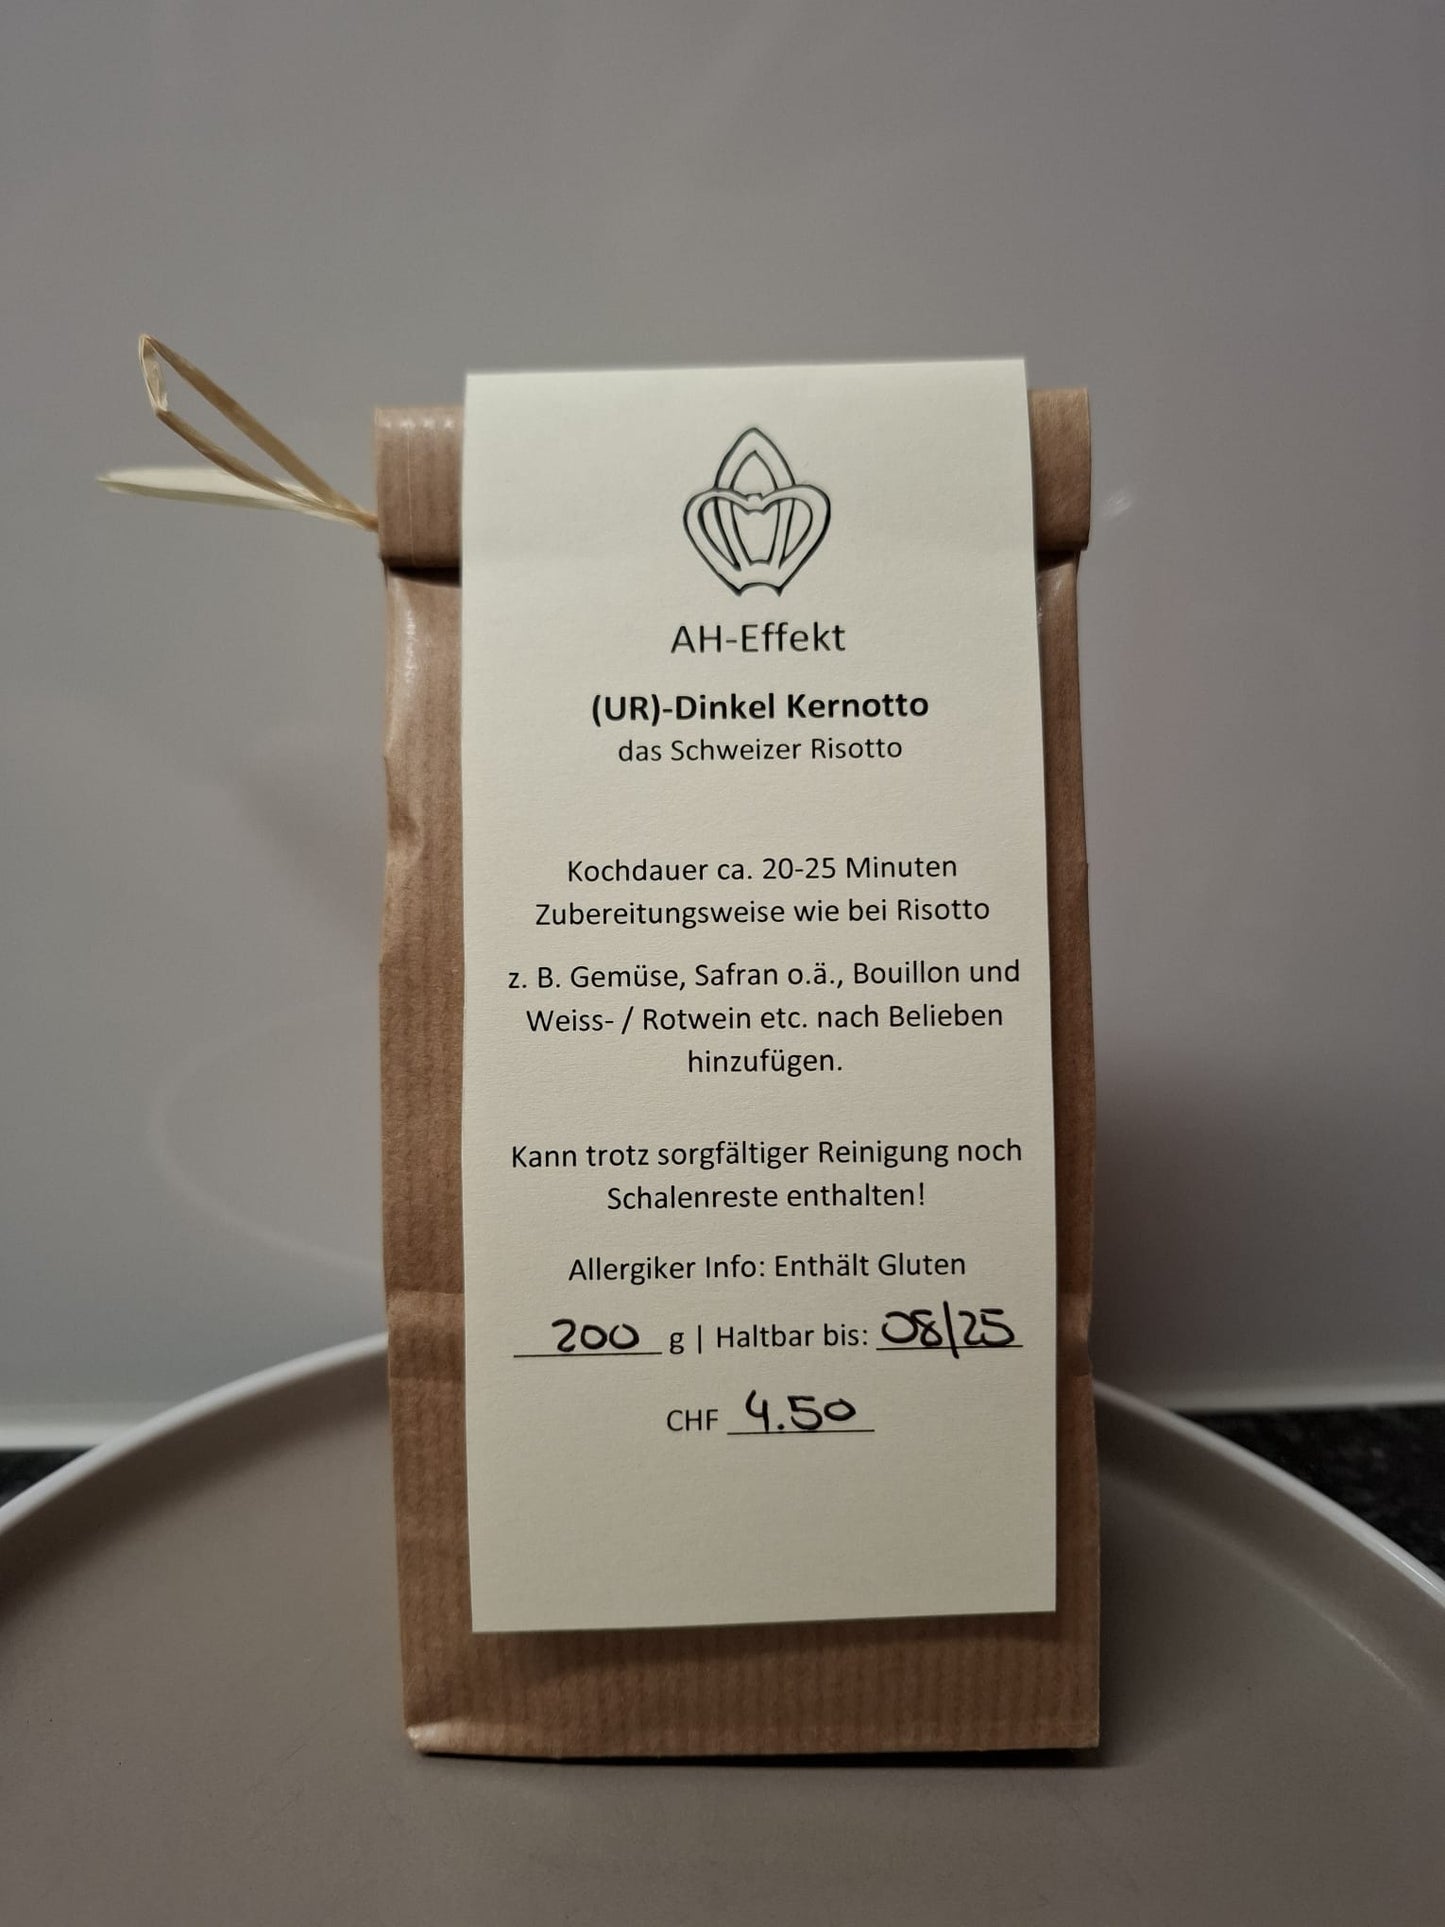 AH-Effekt
(UR)-Dinkel Kernotto
das Schweizer Risotto
Kochdauer ca. 20-25 Minuten
Zubereitungsweise wie bei Risotto
z. B. Gemüse, Safran o.ä., Bouillon und
Weiss- / Rotwein etc. nach Belieben
hinzufügen.
Kann trotz sorgfältiger Reinigung noch
Schalenreste enthalten!
Allergiker Info: Enthält Gluten
200 g | Haltbar bis: 08/25
CHF 4.50